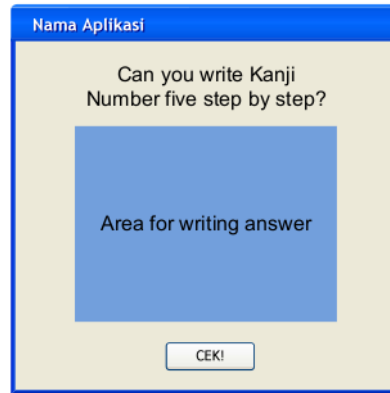 Nama Aplikasi
Can you write Kanji
Number five step by step?
Area for writing answer
CEK!